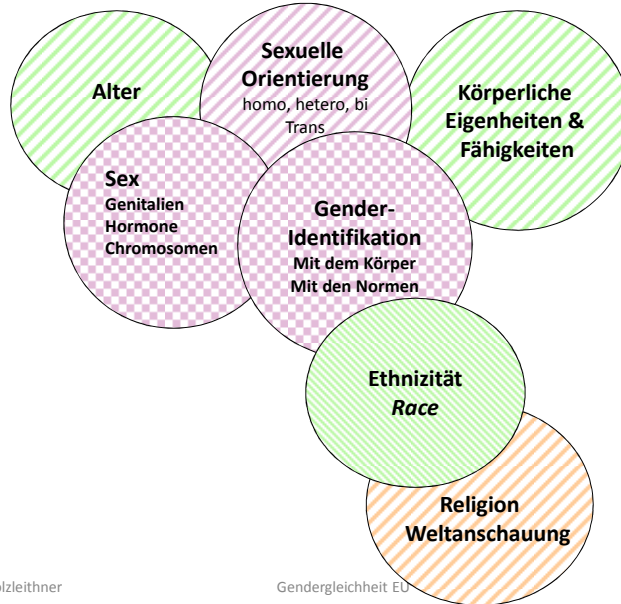 Alter
Sexuelle
Orientierung
homo, hetero, bi
Trans
Körperliche
Eigenheiten &
Fähigkeiten
Sex
Genitalien
Hormone
Chromosomen
Gender-
Identifikation
Mit dem Körper
Mit den Normen
Ethnizität
Race
Religion
Weltanschauung
lzleithner
Gendergleichheit EU